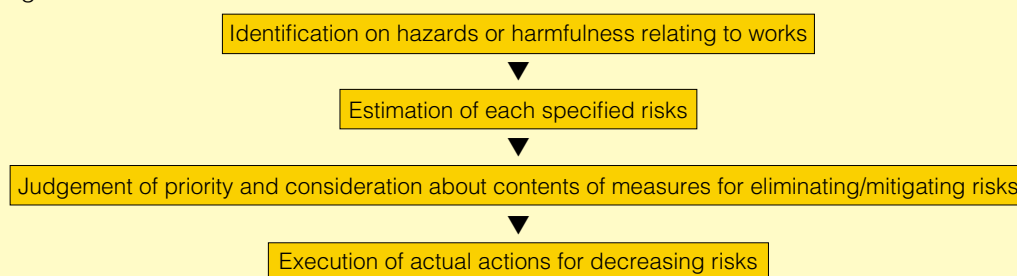 Identification on hazards or harmfulness relating to works
Estimation of each specified risks
Judgement of priority and consideration about contents of measures for eliminating/mitigating risks
Execution of actual actions for decreasing risks